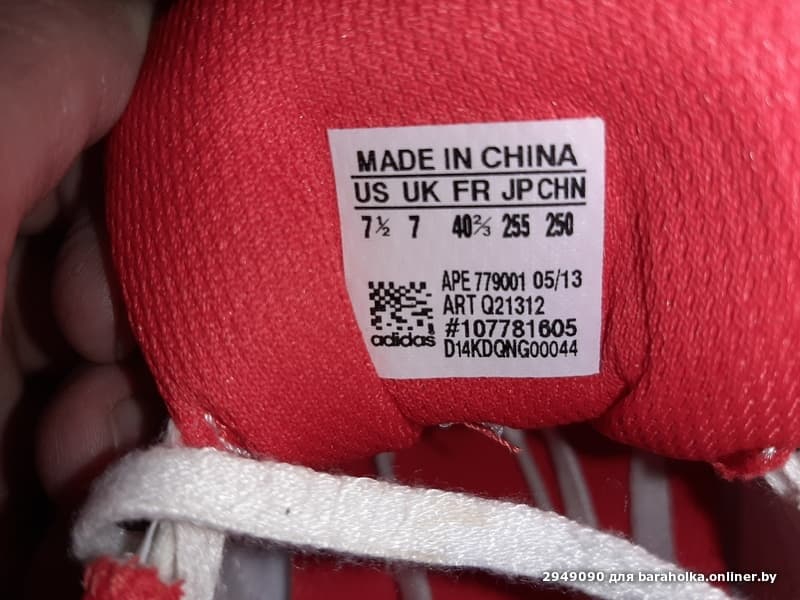 MADE IN CHINA
US UK FR JP CHN
7½ 7 40⅔ 255 250
APE 779001 05/13
ART Q21312
#107781605
adidas D14KDQNG00044
2949090 для baraholka.onliner.by